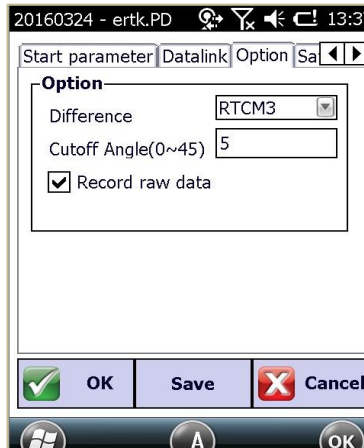 20160324 - ertk.PD 13:3
Start parameter Datalink Option Sa
Option
Difference RTCM3
Cutoff Angle(0~45) 5
Record raw data
OK Save Cancel
A OK